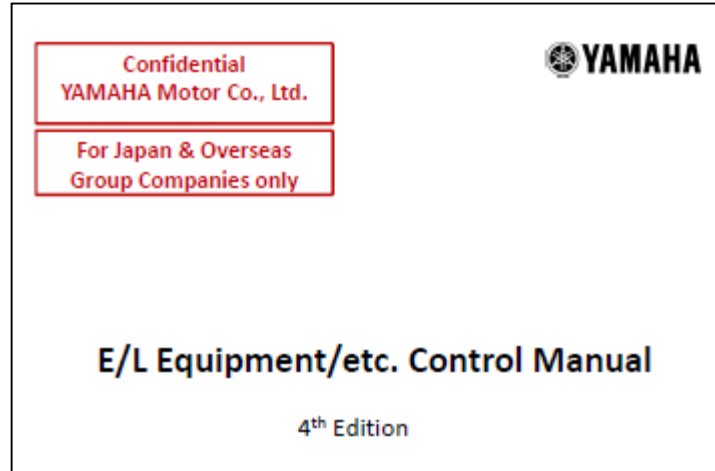 Confidential
YAMAHA Motor Co., Ltd.
YAMAHA
For Japan & Overseas
Group Companies only
E/L Equipment/etc. Control Manual
4th Edition